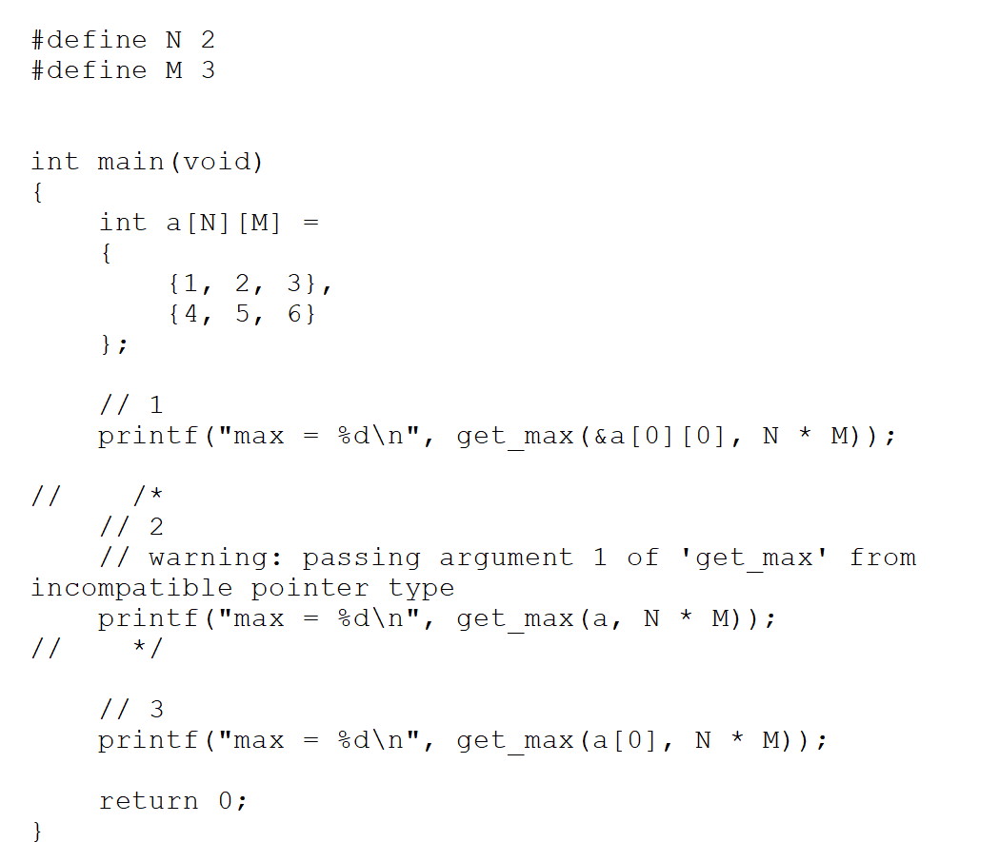 #define N 2
#define M 3
int main(void)
{
    int a[N][M] =
    {
        {1, 2, 3},
        {4, 5, 6}
    };
    // 1
    printf("max = %d\n", get_max(&a[0][0], N * M));
//    /*
    // 2
    // warning: passing argument 1 of 'get_max' from
incompatible pointer type
    printf("max = %d\n", get_max(a, N * M));
//    */
    // 3
    printf("max = %d\n", get_max(a[0], N * M));
    return 0;
}